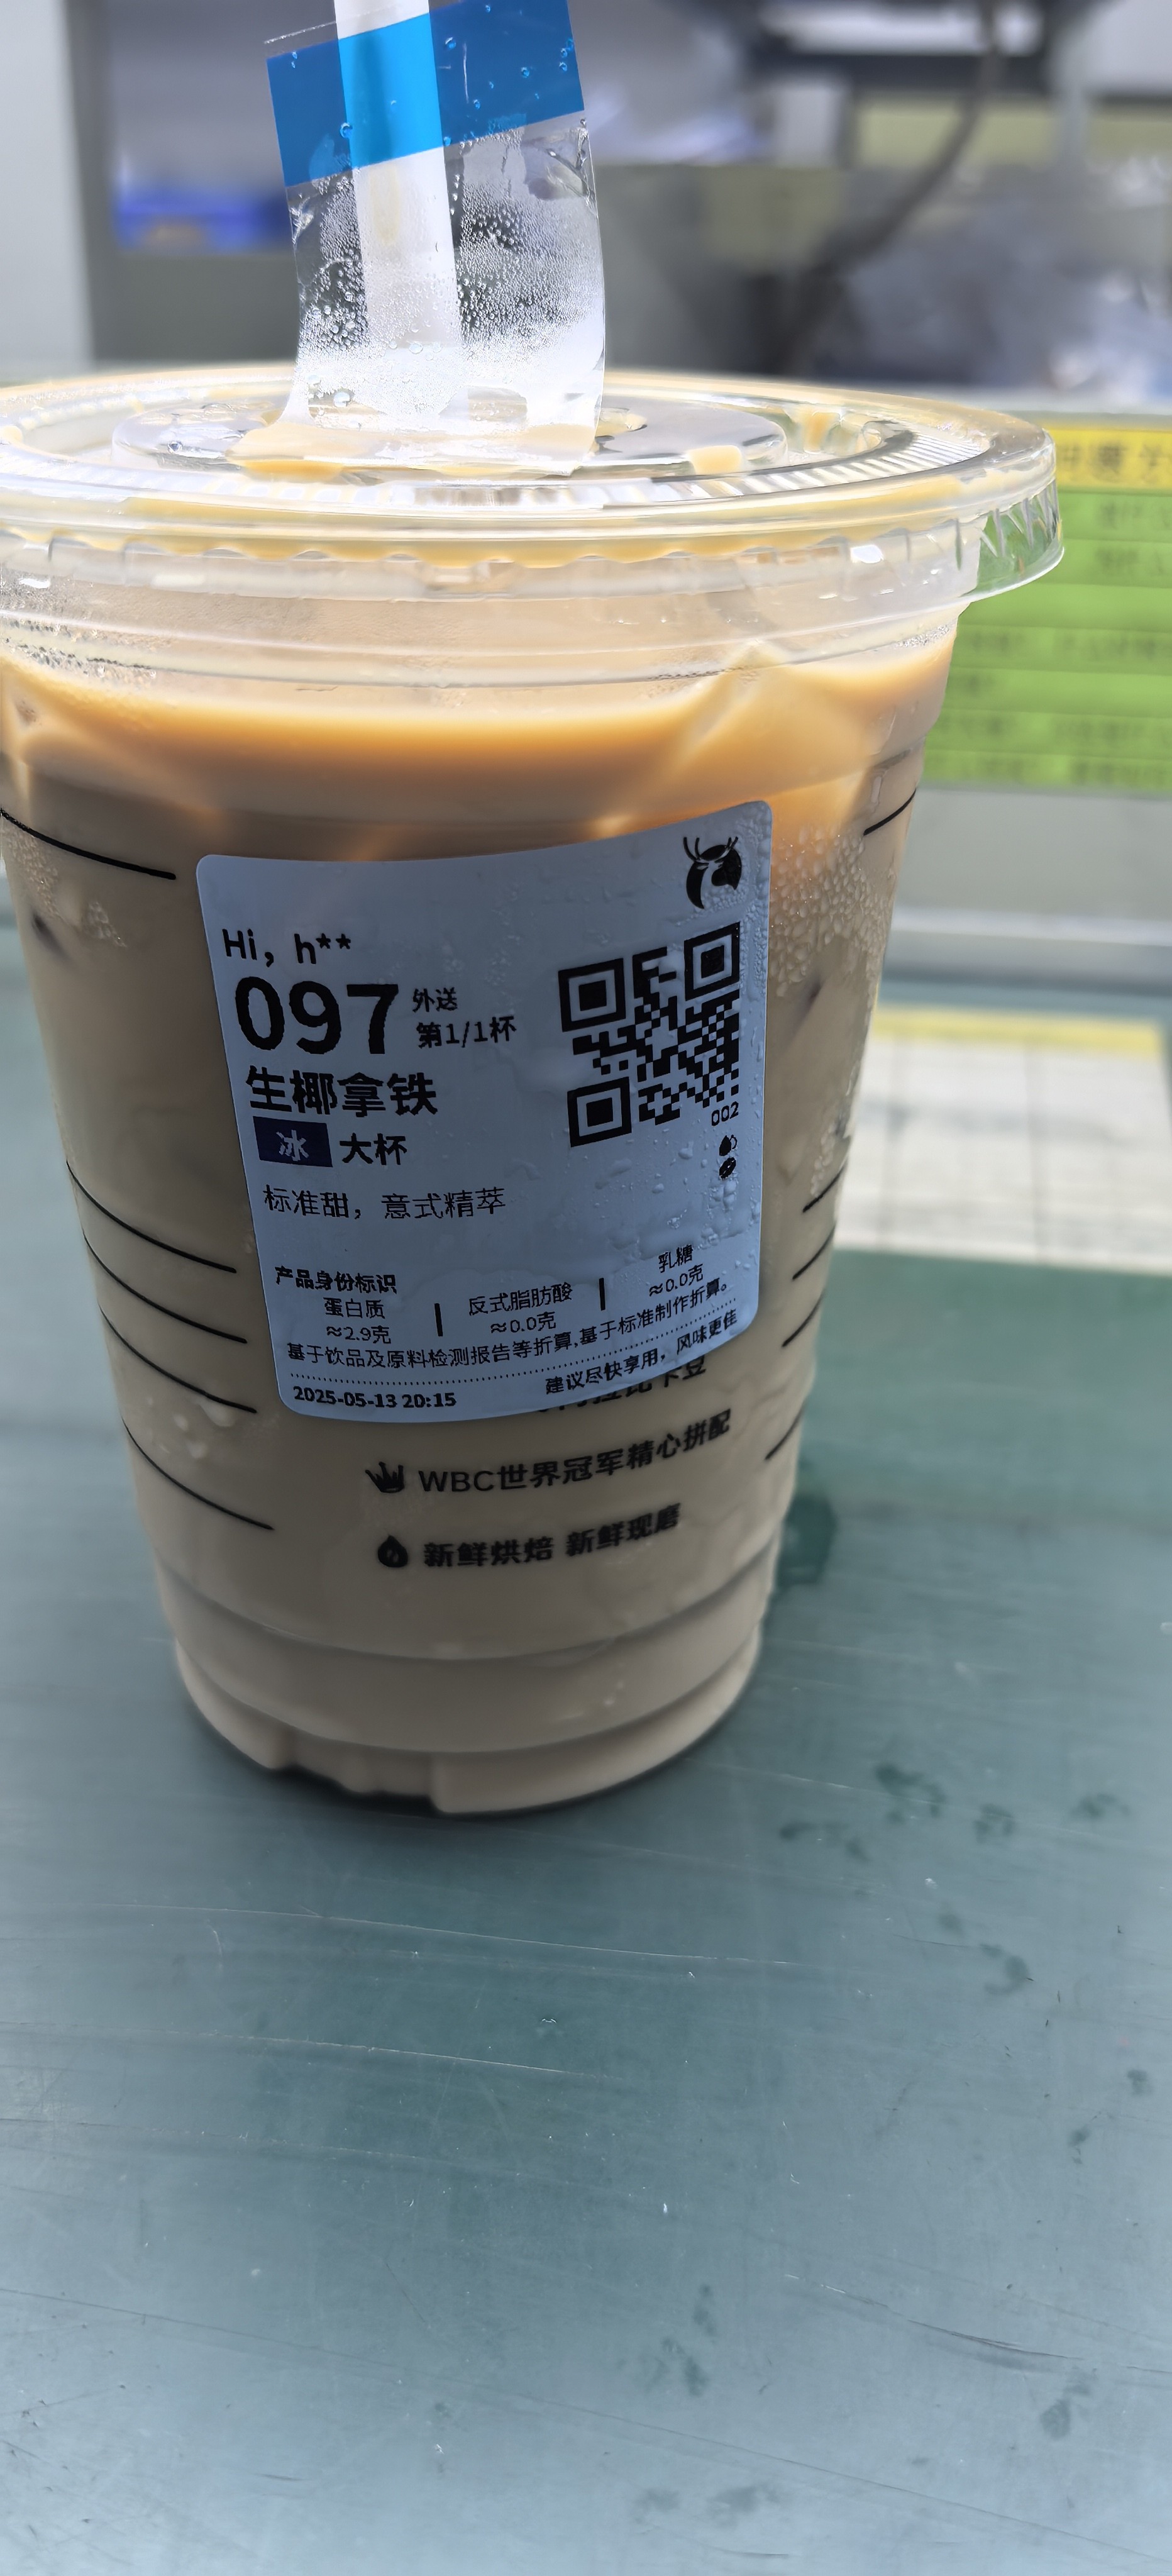 Hi, h**
097 外送
第1/1杯
生椰拿铁
冰 大杯
标准甜，意式精萃
002
产品身份标识
蛋白质
≈2.9克
反式脂肪酸
≈0.0克
乳糖
≈0.0克
基于饮品及原料检测报告等折算,基于标准制作折算。
2025-05-13 20:15
建议尽快享用，风味更佳
WBC世界冠军精心拼配
新鲜烘焙 新鲜现磨